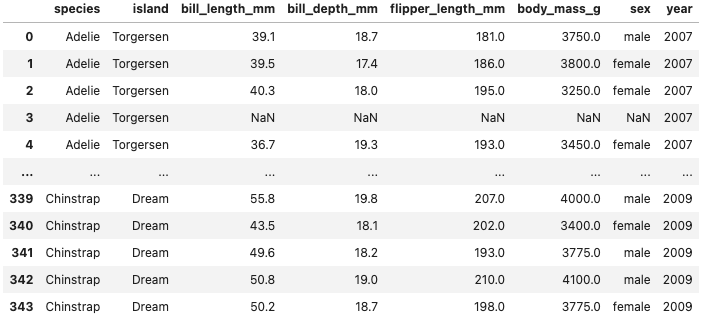 species island bill_length_mm bill_depth_mm flipper_length_mm body_mass_g sex year
0 Adelie Torgersen 39.1 18.7 181.0 3750.0 male 2007
1 Adelie Torgersen 39.5 17.4 186.0 3800.0 female 2007
2 Adelie Torgersen 40.3 18.0 195.0 3250.0 female 2007
3 Adelie Torgersen NaN NaN NaN NaN NaN 2007
4 Adelie Torgersen 36.7 19.3 193.0 3450.0 female 2007
... ... ... ... ... ... ... ... ...
339 Chinstrap Dream 55.8 19.8 207.0 4000.0 male 2009
340 Chinstrap Dream 43.5 18.1 202.0 3400.0 female 2009
341 Chinstrap Dream 49.6 18.2 193.0 3775.0 male 2009
342 Chinstrap Dream 50.8 19.0 210.0 4100.0 male 2009
343 Chinstrap Dream 50.2 18.7 198.0 3775.0 female 2009